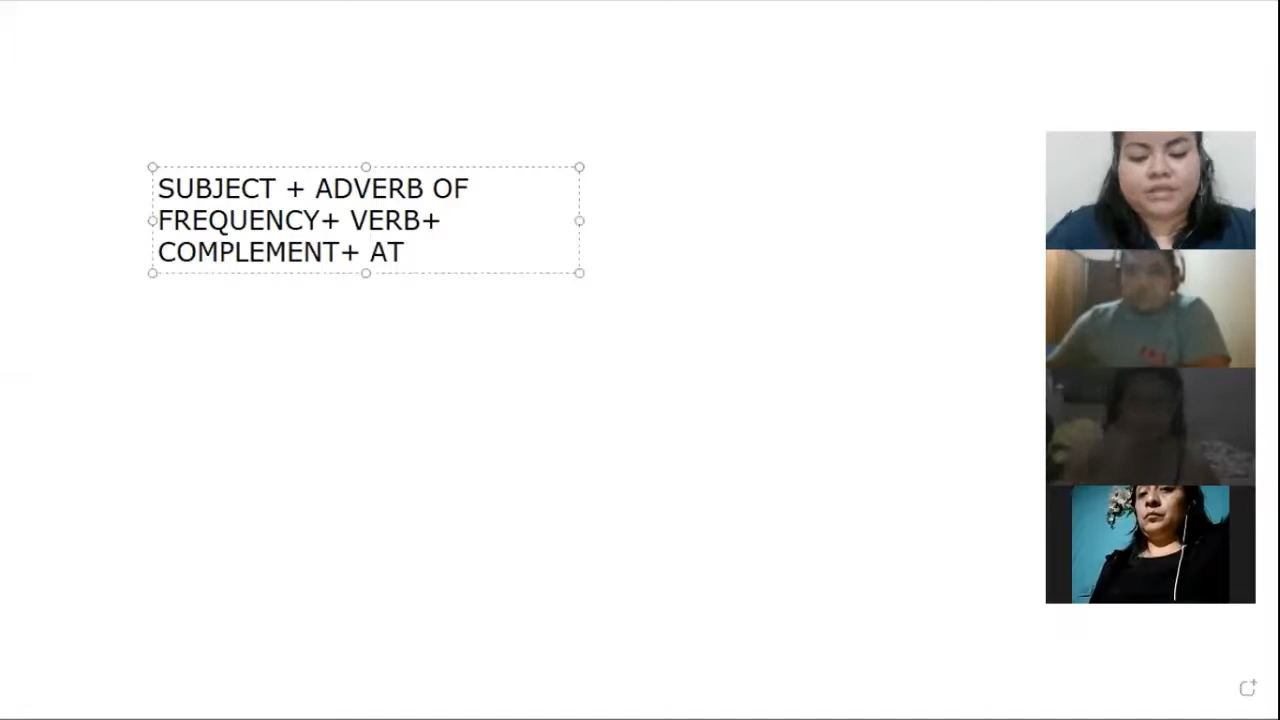 SUBJECT + ADVERB OF
FREQUENCY+ VERB+
COMPLEMENT+ AT